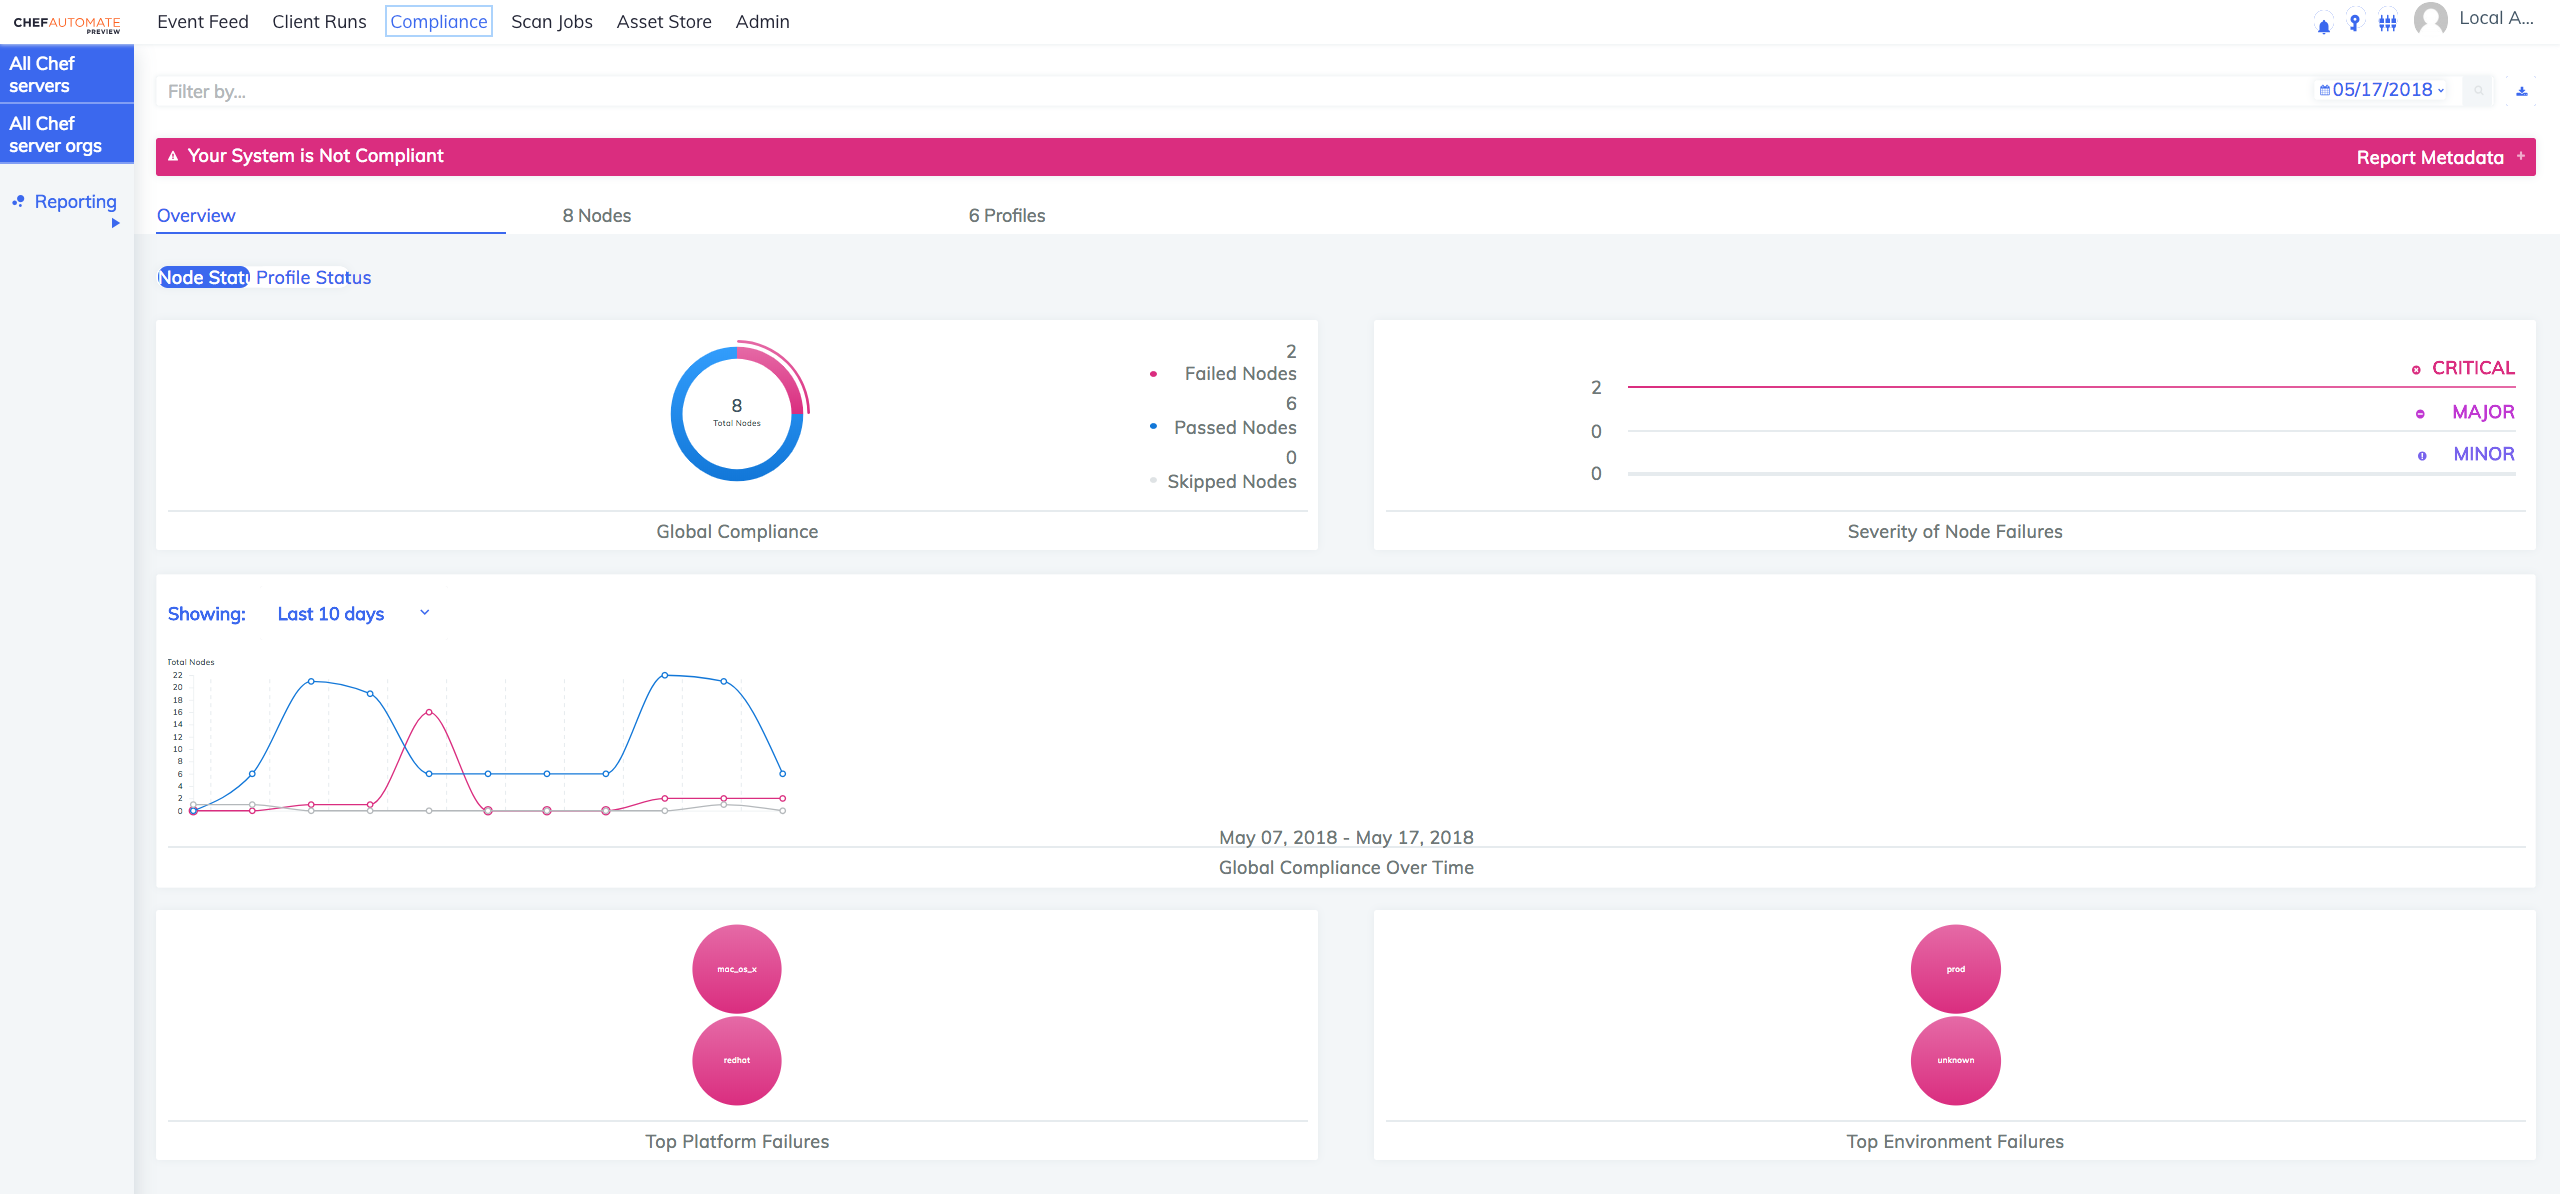 CHEFAUTOMATE
PREVIEW
Event Feed
Client Runs
Compliance
Scan Jobs
Asset Store
Admin
Local A...
All Chef
servers
All Chef
server orgs
Reporting
Filter by...
05/17/2018
Your System is Not Compliant
Report Metadata +
Overview
8 Nodes
6 Profiles
Node Statu
Profile Status
8
Total Nodes
2
Failed Nodes
6
Passed Nodes
0
Skipped Nodes
Global Compliance
CRITICAL
2
MAJOR
0
MINOR
0
Severity of Node Failures
Showing:
Last 10 days
Total Nodes
22
20
18
16
14
12
10
8
6
4
2
0
May 07, 2018 - May 17, 2018
Global Compliance Over Time
mac_os_x
redhat
Top Platform Failures
prod
unknown
Top Environment Failures